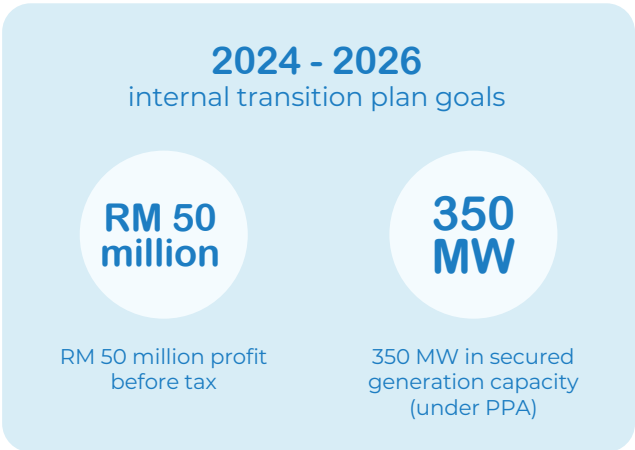 2024 - 2026
internal transition plan goals
RM 50
million
350
MW
RM 50 million profit
before tax
350 MW in secured
generation capacity
(under PPA)